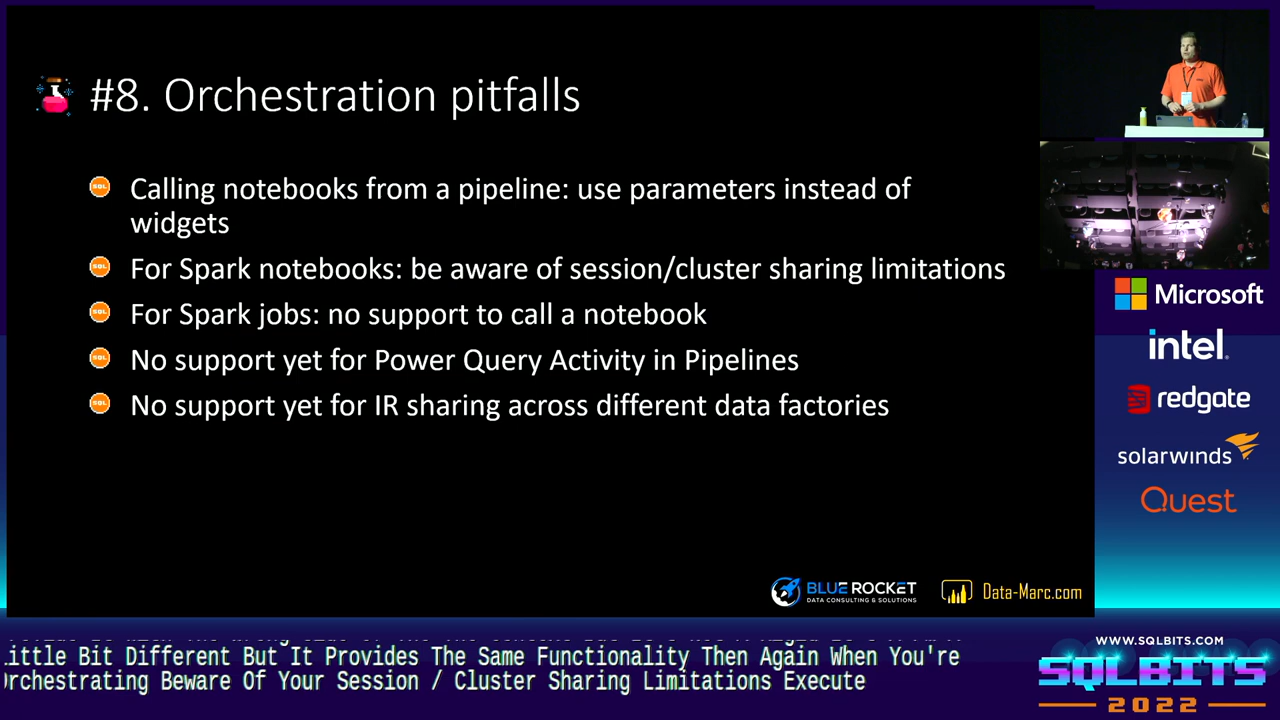 #8. Orchestration pitfalls
Calling notebooks from a pipeline: use parameters instead of
widgets
For Spark notebooks: be aware of session/cluster sharing limitations
For Spark jobs: no support to call a notebook
No support yet for Power Query Activity in Pipelines
No support yet for IR sharing across different data factories
BLUE ROCKET
DATA CONSULTING & SOLUTIONS
Data-Marc.com
Microsoft
intel.
redgate
solarwinds
Quest
Little Bit Different But It Provides The Same Functionality Then Again When You're
Orchestrating Beware Of Your Session / Cluster Sharing Limitations Execute
WWW.SQLBITS.COM
SQLBITS
2022